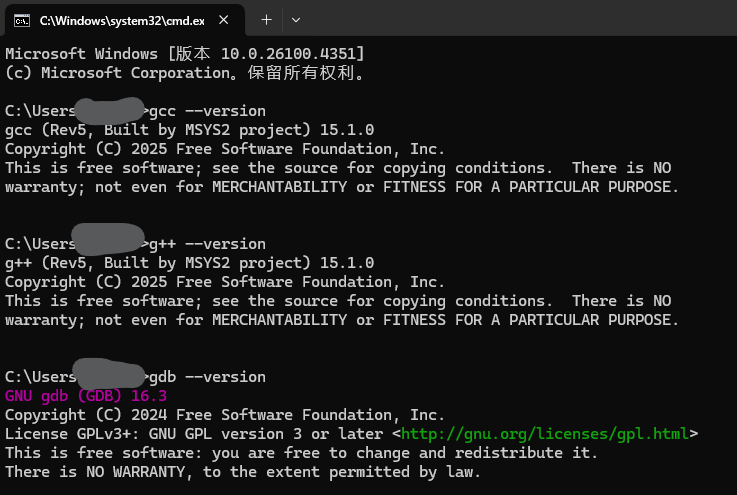 C:\Windows\system32\cmd.ex
Microsoft Windows [版本 10.0.26100.4351]
(c) Microsoft Corporation。保留所有权利。
C:\Users >gcc --version
gcc (Rev5, Built by MSYS2 project) 15.1.0
Copyright (C) 2025 Free Software Foundation, Inc.
This is free software; see the source for copying conditions.  There is NO
warranty; not even for MERCHANTABILITY or FITNESS FOR A PARTICULAR PURPOSE.
C:\Users >g++ --version
g++ (Rev5, Built by MSYS2 project) 15.1.0
Copyright (C) 2025 Free Software Foundation, Inc.
This is free software; see the source for copying conditions.  There is NO
warranty; not even for MERCHANTABILITY or FITNESS FOR A PARTICULAR PURPOSE.
C:\Users >gdb --version
GNU gdb (GDB) 16.3
Copyright (C) 2024 Free Software Foundation, Inc.
License GPLv3+: GNU GPL version 3 or later <http://gnu.org/licenses/gpl.html>
This is free software: you are free to change and redistribute it.
There is NO WARRANTY, to the extent permitted by law.